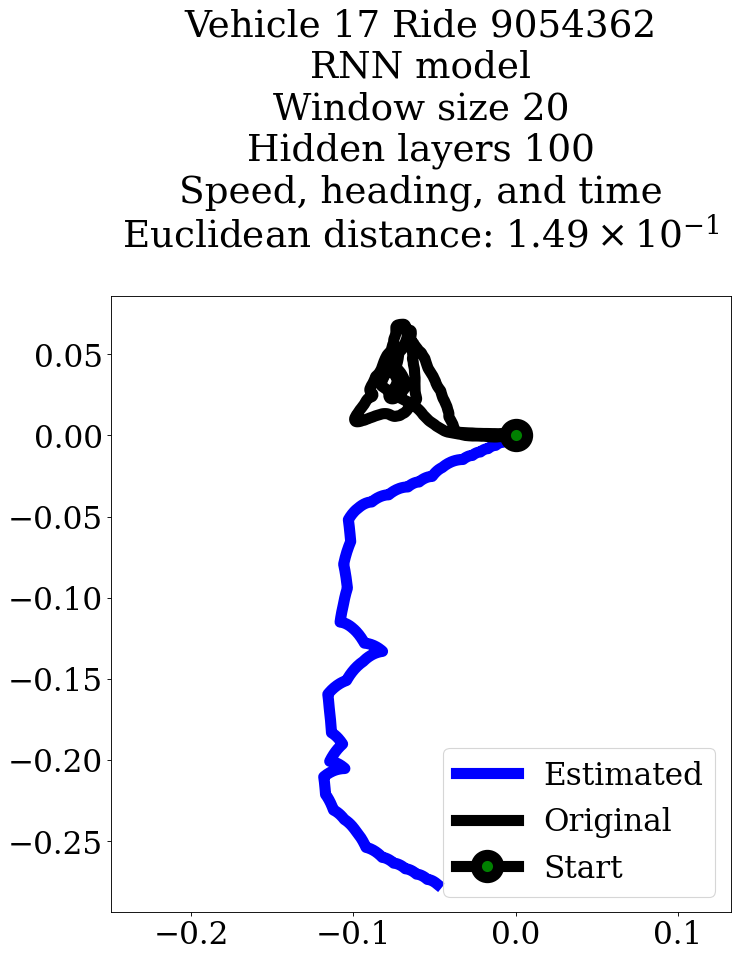 Vehicle 17 Ride 9054362
RNN model
Window size 20
Hidden layers 100
Speed, heading, and time
Euclidean distance: 1.49 × 10⁻¹
0.05
0.00
−0.05
−0.10
−0.15
−0.20
−0.25
Estimated
Original
Start
−0.2 −0.1 0.0 0.1